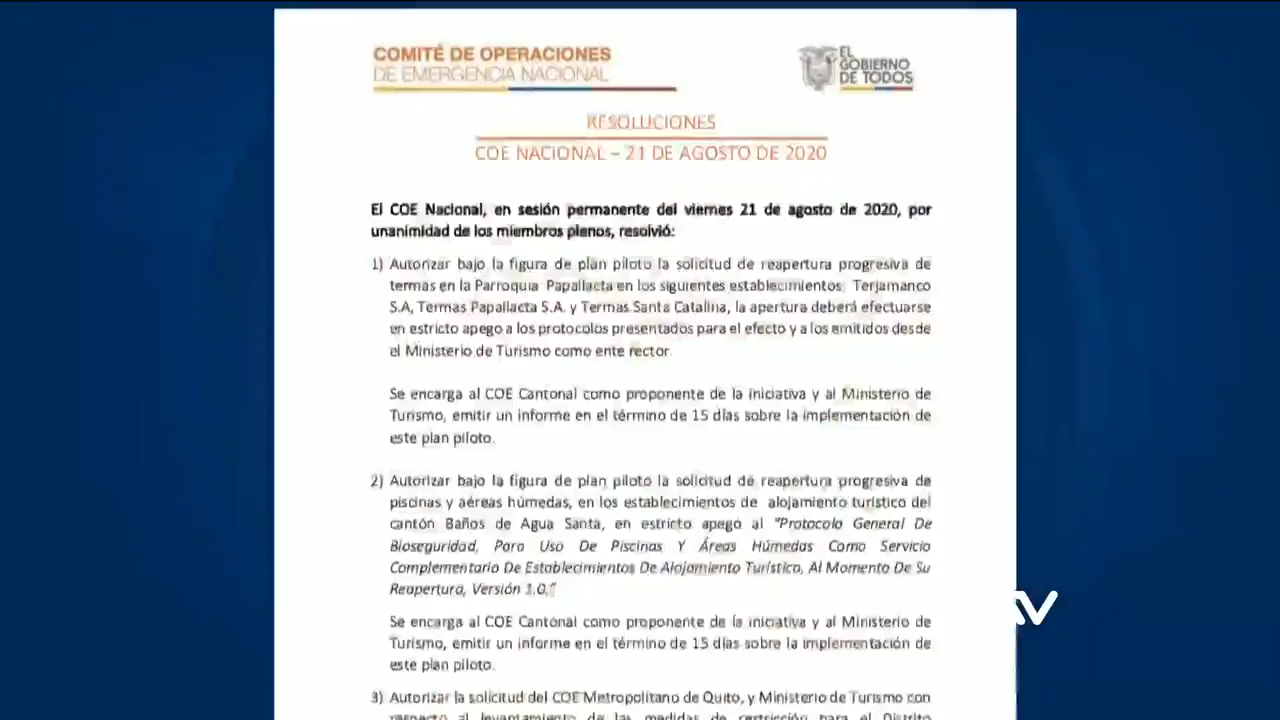 COMITÉ DE OPERACIONES
DE EMERGENCIA NACIONAL
EL
GOBIERNO
DE TODOS
RESOLUCIONES
COE NACIONAL – 21 DE AGOSTO DE 2020
El COE Nacional, en sesión permanente del viernes 21 de agosto de 2020, por
unanimidad de los miembros plenos, resolvió:
1) Autorizar bajo la figura de plan piloto la solicitud de reapertura progresiva de
termas en la Parroquia Papallacta en los siguientes establecimientos: Terjamanco
S.A, Termas Papallacta S.A. y Termas Santa Catalina, la apertura deberá efectuarse
en estricto apego a los protocolos presentados para el efecto y a los emitidos desde
el Ministerio de Turismo como ente rector.
Se encarga al COE Cantonal como proponente de la iniciativa y al Ministerio de
Turismo, emitir un informe en el término de 15 días sobre la implementación de
este plan piloto.
2) Autorizar bajo la figura de plan piloto la solicitud de reapertura progresiva de
piscinas y aéreas húmedas, en los establecimientos de alojamiento turístico del
cantón Baños de Agua Santa, en estricto apego al "Protocolo General De
Bioseguridad, Para Uso De Piscinas Y Áreas Húmedas Como Servicio
Complementario De Establecimientos De Alojamiento Turístico, Al Momento De Su
Reapertura, Versión 1.0."
Se encarga al COE Cantonal como proponente de la iniciativa y al Ministerio de
Turismo, emitir un informe en el término de 15 días sobre la implementación de
este plan piloto.
3) Autorizar la solicitud del COE Metropolitano de Quito, y Ministerio de Turismo con
respecto al levantamiento de las medidas de restricción para el Distrito